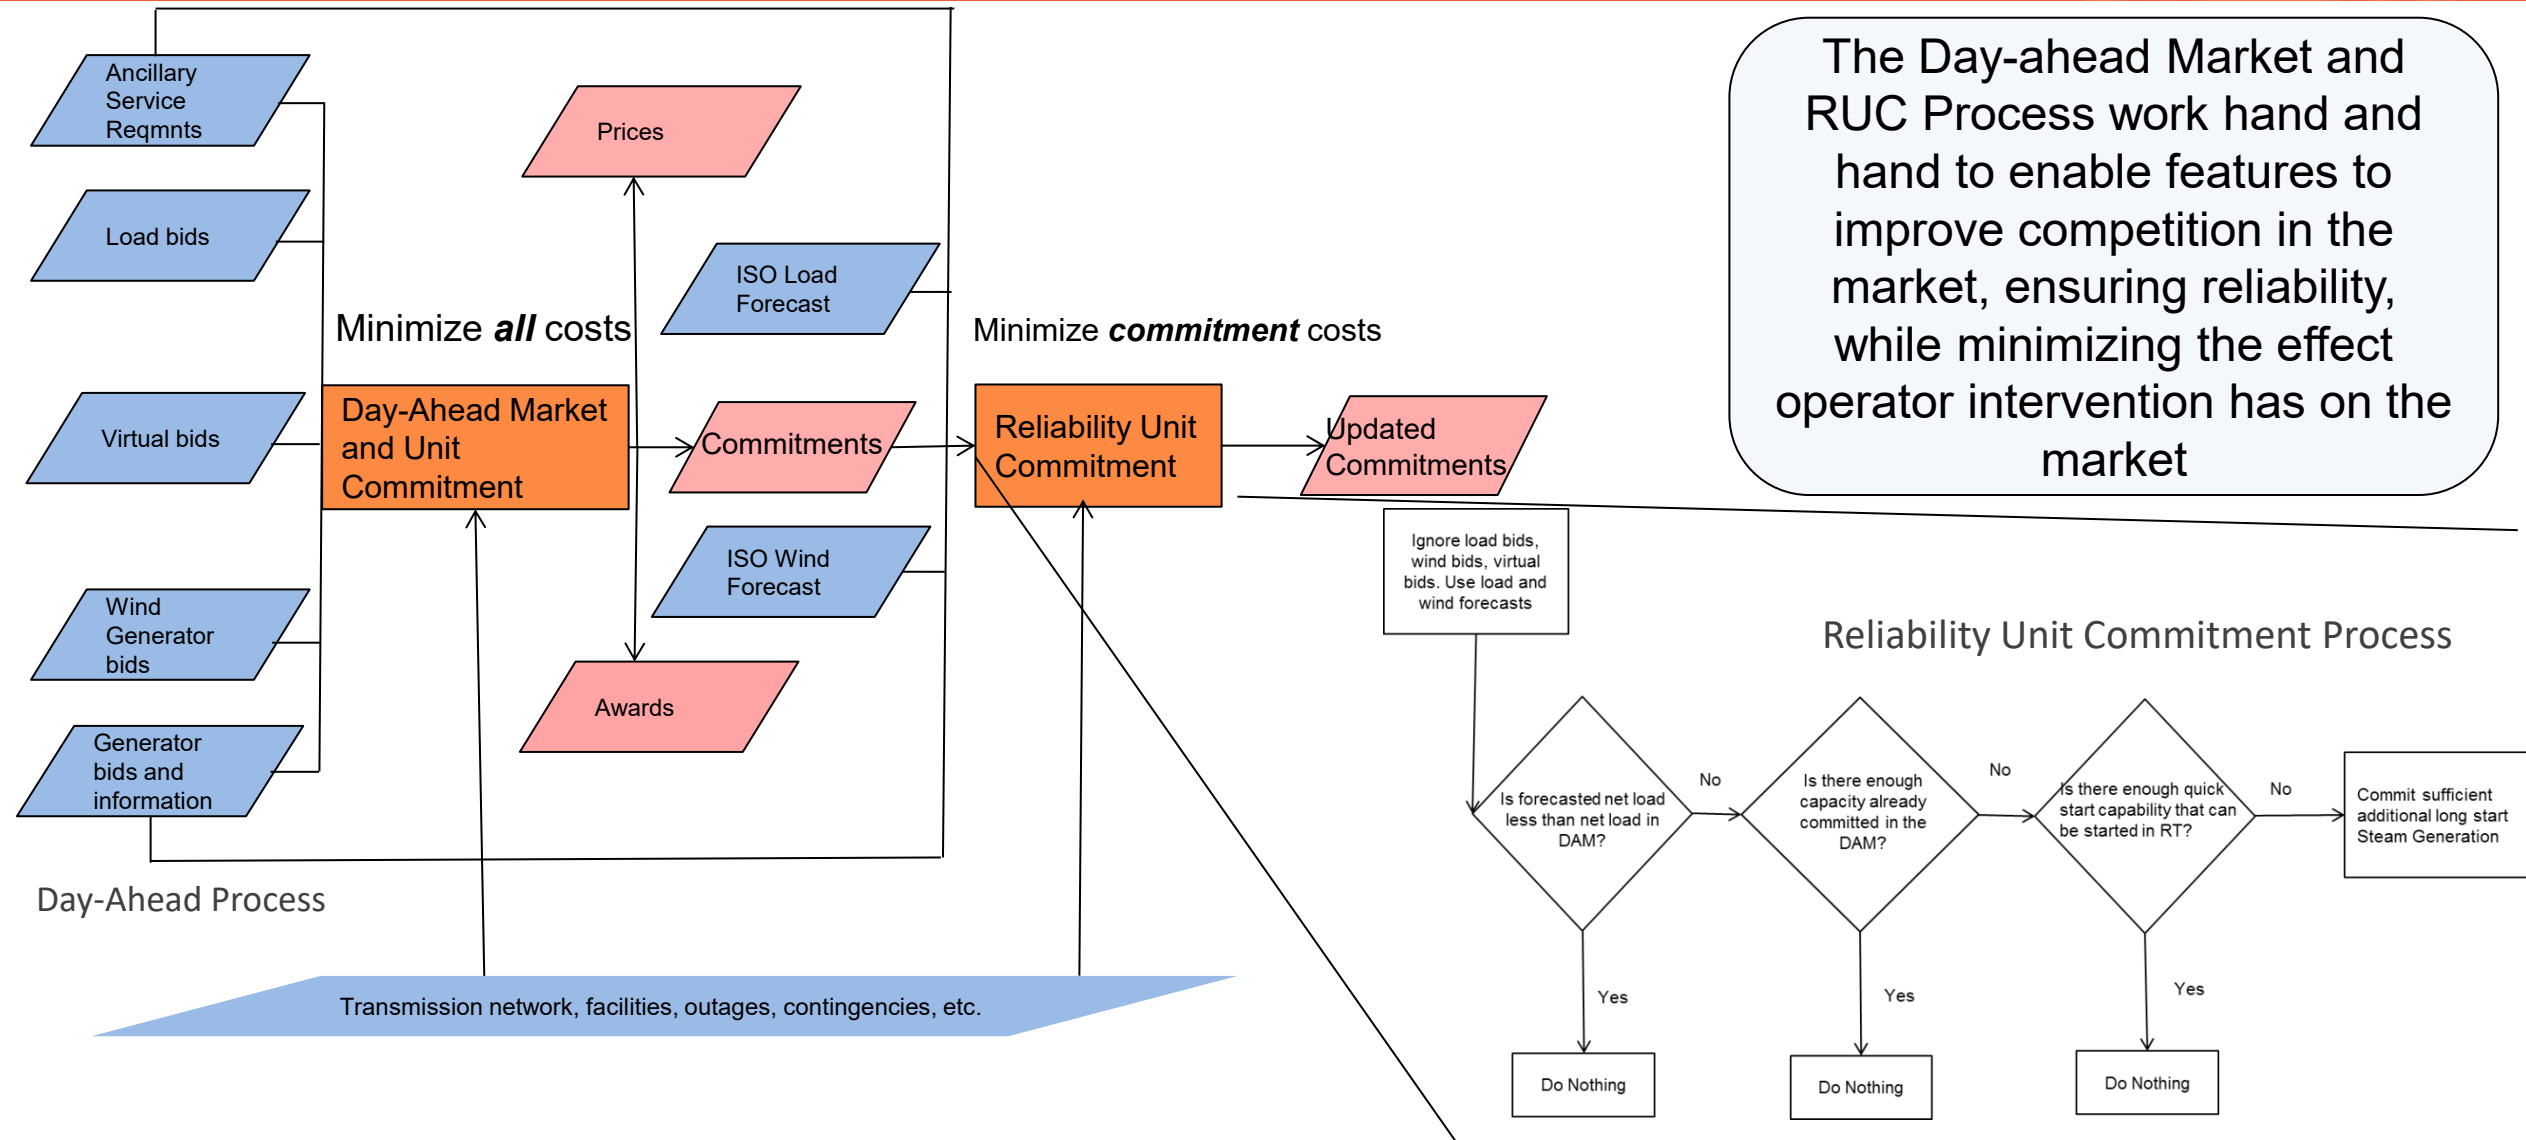 Ancillary
Service
Reqmnts
Load bids
Virtual bids
Wind
Generator
bids
Generator
bids and
information
Minimize all costs
Day-Ahead Market
and Unit
Commitment
Prices
ISO Load
Forecast
Commitments
ISO Wind
Forecast
Awards
Minimize commitment costs
Reliability Unit
Commitment
Updated
Commitments
Day-Ahead Process
Transmission network, facilities, outages, contingencies, etc.
The Day-ahead Market and
RUC Process work hand and
hand to enable features to
improve competition in the
market, ensuring reliability,
while minimizing the effect
operator intervention has on the
market
Ignore load bids,
wind bids, virtual
bids. Use load and
wind forecasts
Reliability Unit Commitment Process
Is forecasted net load
less than net load in
DAM?
No
Yes
Do Nothing
Is there enough
capacity already
committed in the
DAM?
No
Yes
Do Nothing
Is there enough quick
start capability that can
be started in RT?
No
Yes
Do Nothing
Commit sufficient
additional long start
Steam Generation